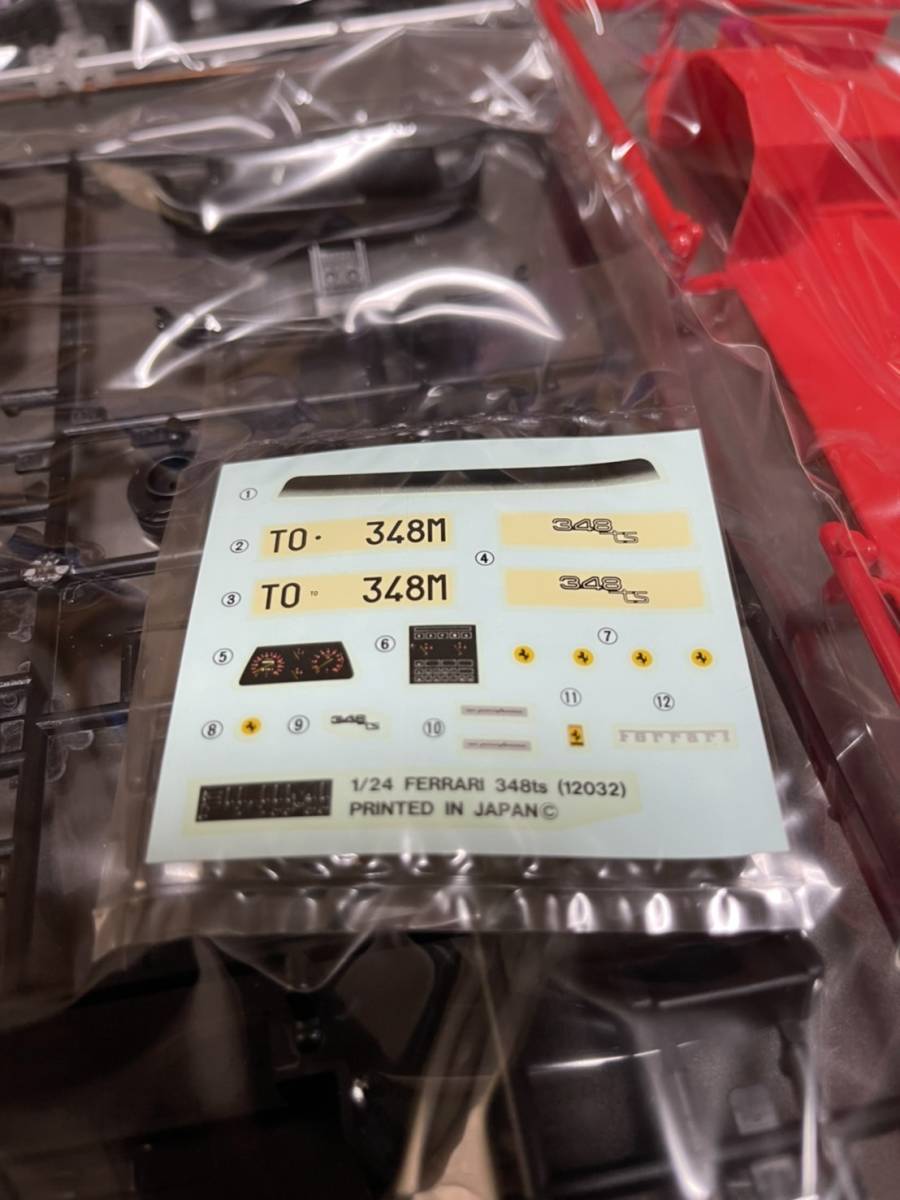 ①
② TO · 348M
④
348ts
③ TO TO 348M
348ts
⑤
⑥
⑦
⑧
⑨ 348ts
⑩
⑪
⑫ Ferrari
1/24 FERRARI 348ts (12032)
PRINTED IN JAPAN©